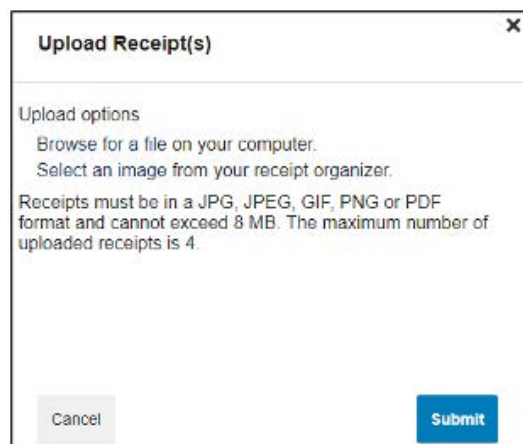 Upload Receipt(s)
Upload options
Browse for a file on your computer.
Select an image from your receipt organizer.
Receipts must be in a JPG, JPEG, GIF, PNG or PDF
format and cannot exceed 8 MB. The maximum number of
uploaded receipts is 4.
Cancel
Submit